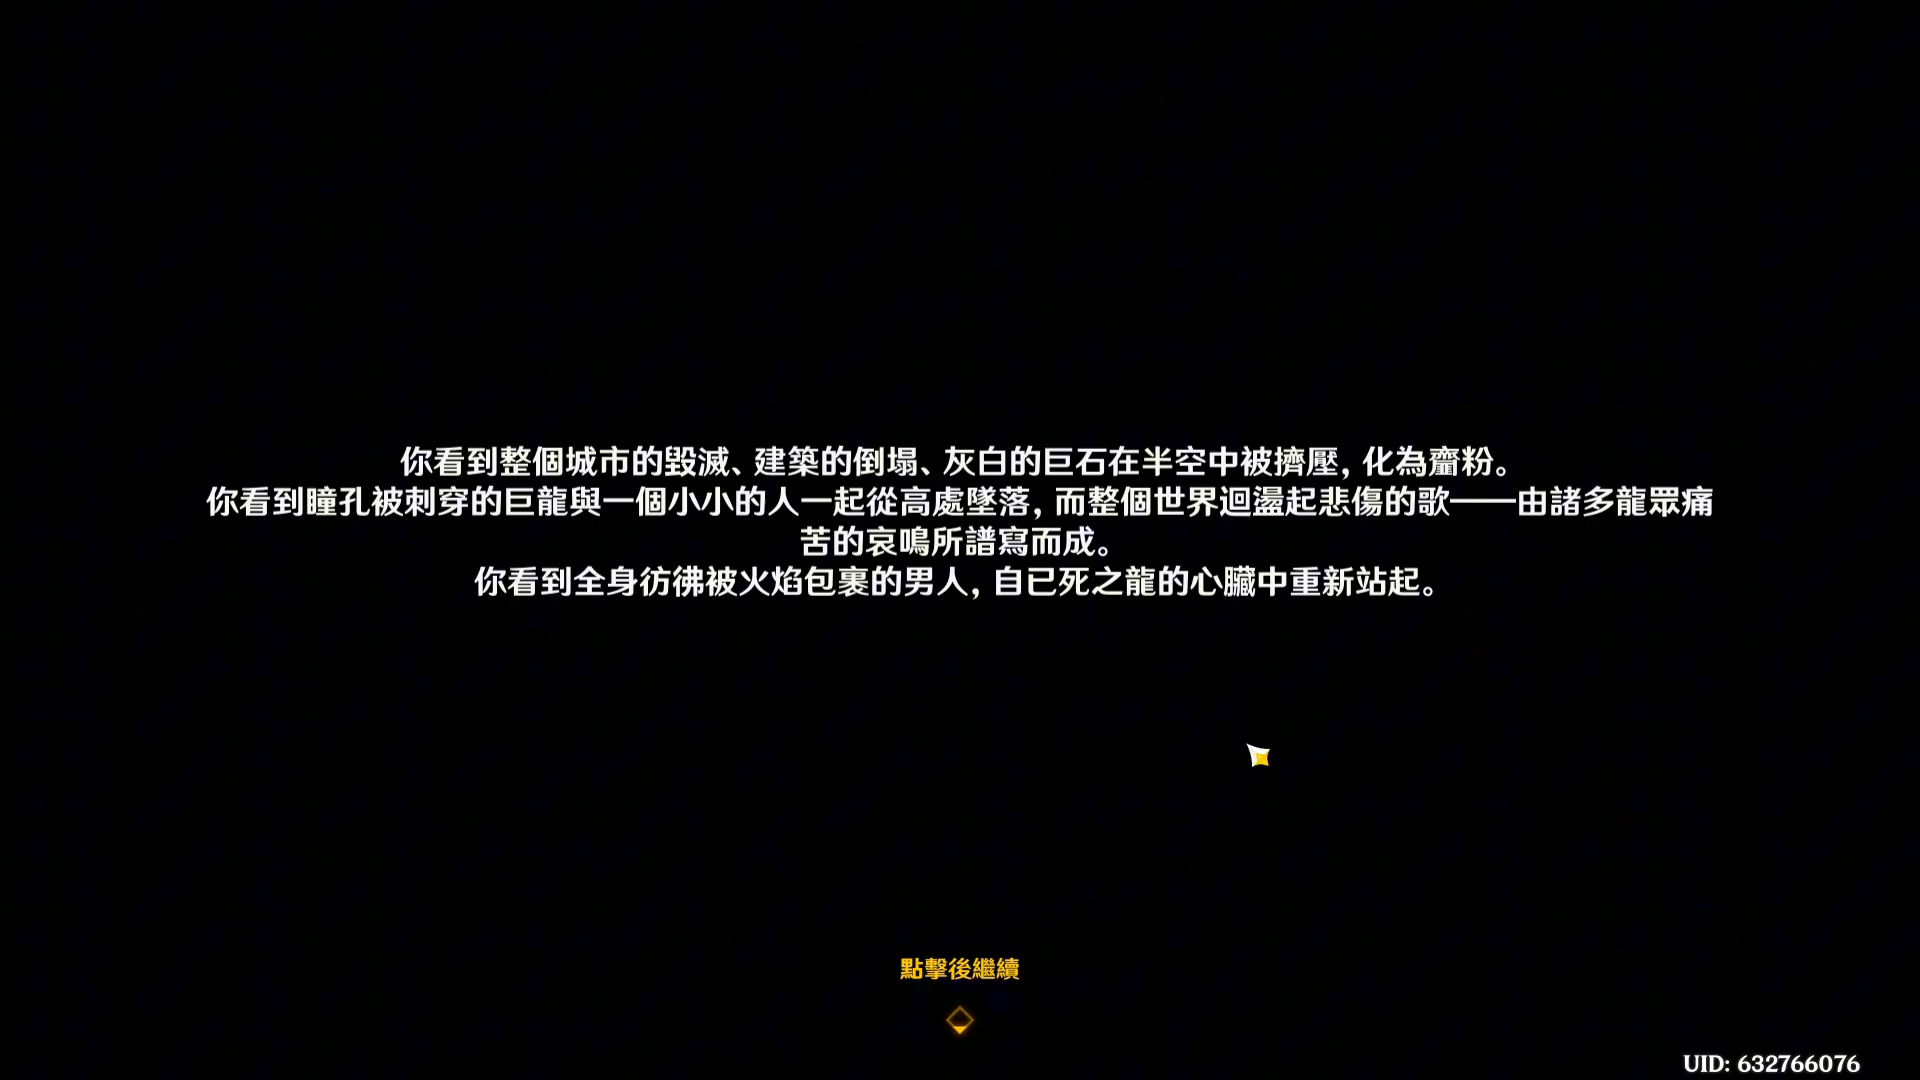 你看到整個城市的毀滅、建築的倒塌、灰白的巨石在半空中被擠壓，化為齏粉。
你看到瞳孔被刺穿的巨龍與一個小小的人一起從高處墜落，而整個世界迴盪起悲傷的歌——由諸多龍眾痛
苦的哀鳴所譜寫而成。
你看到全身彷彿被火焰包裹的男人，自已死之龍的心臟中重新站起。
點擊後繼續
UID: 632766076